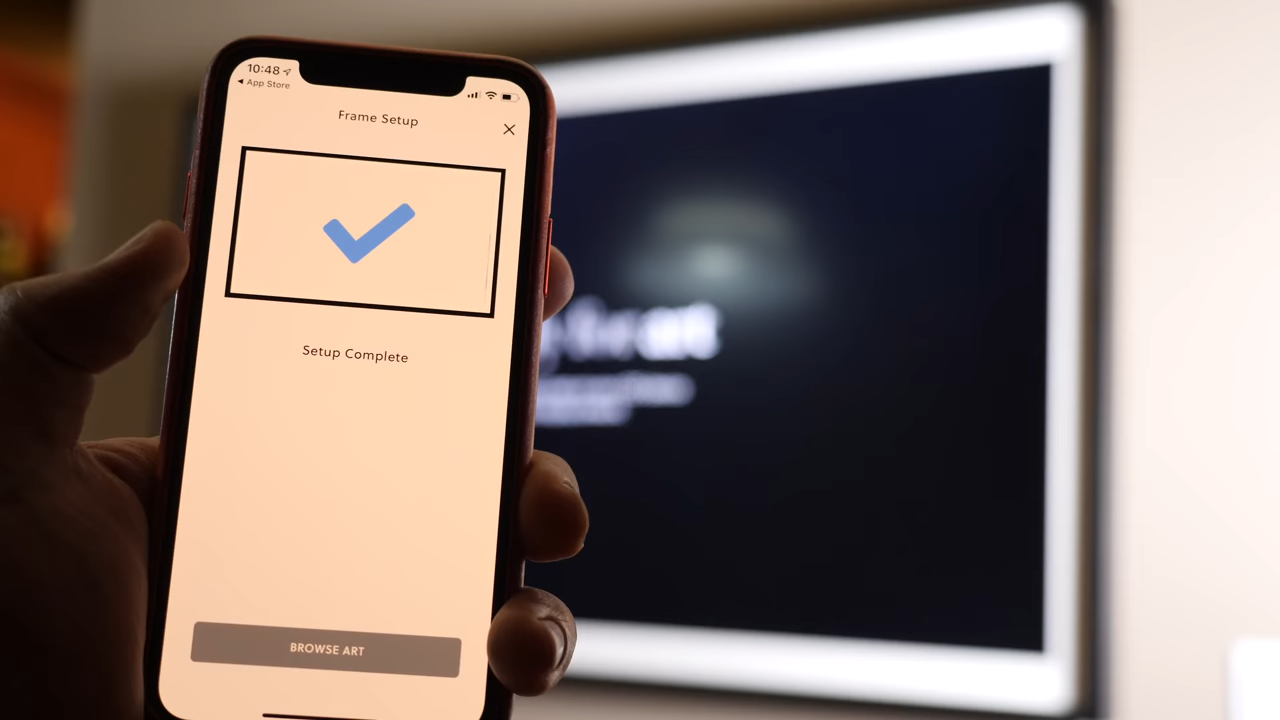 10:48
◀ App Store
Frame Setup
Setup Complete
BROWSE ART